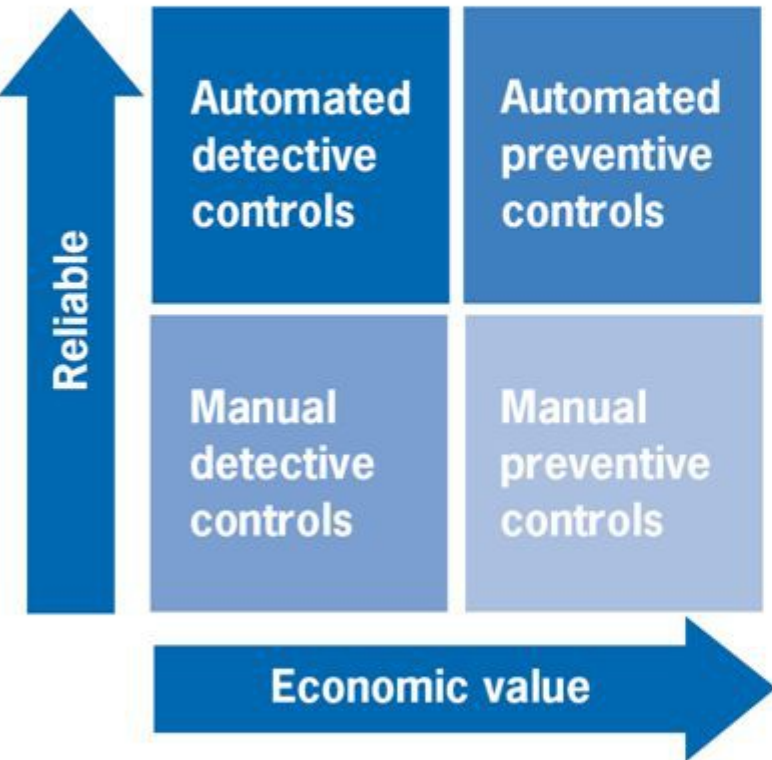 Automated
detective
controls
Automated
preventive
controls
Reliable
Manual
detective
controls
Manual
preventive
controls
Economic value